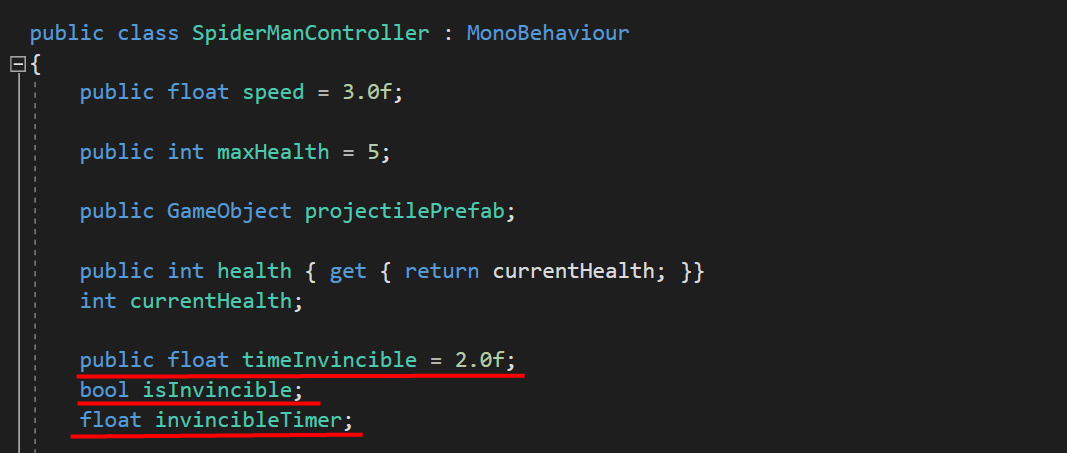 public class SpiderManController : MonoBehaviour
{
public float speed = 3.0f;
public int maxHealth = 5;
public GameObject projectilePrefab;
public int health { get { return currentHealth; }}
int currentHealth;
public float timeInvincible = 2.0f;
bool isInvincible;
float invincibleTimer;